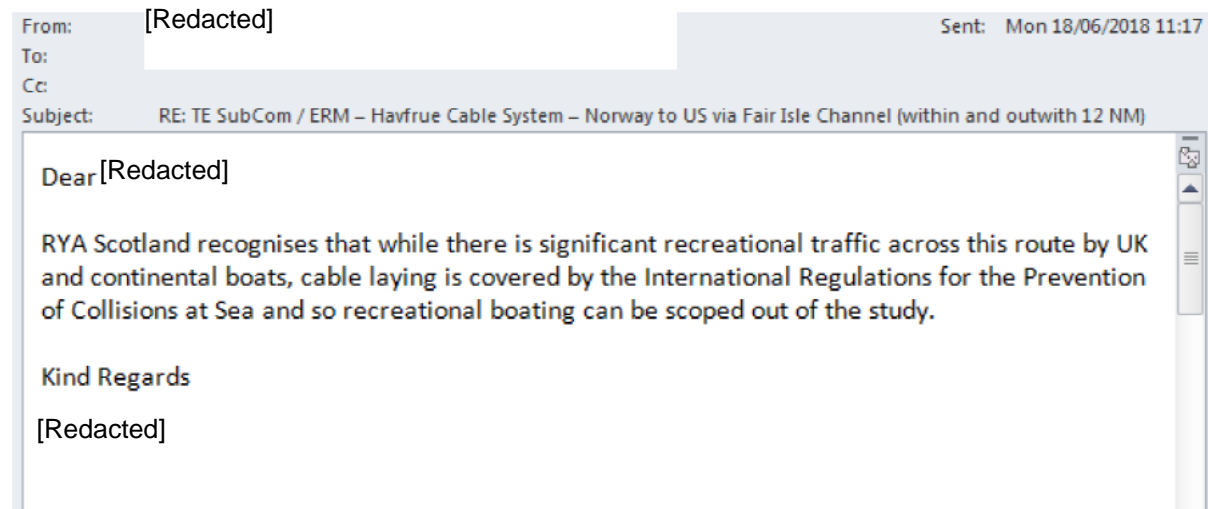 From: [Redacted] Sent: Mon 18/06/2018 11:17
To:
Cc:
Subject: RE: TE SubCom / ERM – Havfrue Cable System – Norway to US via Fair Isle Channel (within and outwith 12 NM)
Dear [Redacted]
RYA Scotland recognises that while there is significant recreational traffic across this route by UK
and continental boats, cable laying is covered by the International Regulations for the Prevention
of Collisions at Sea and so recreational boating can be scoped out of the study.
Kind Regards
[Redacted]